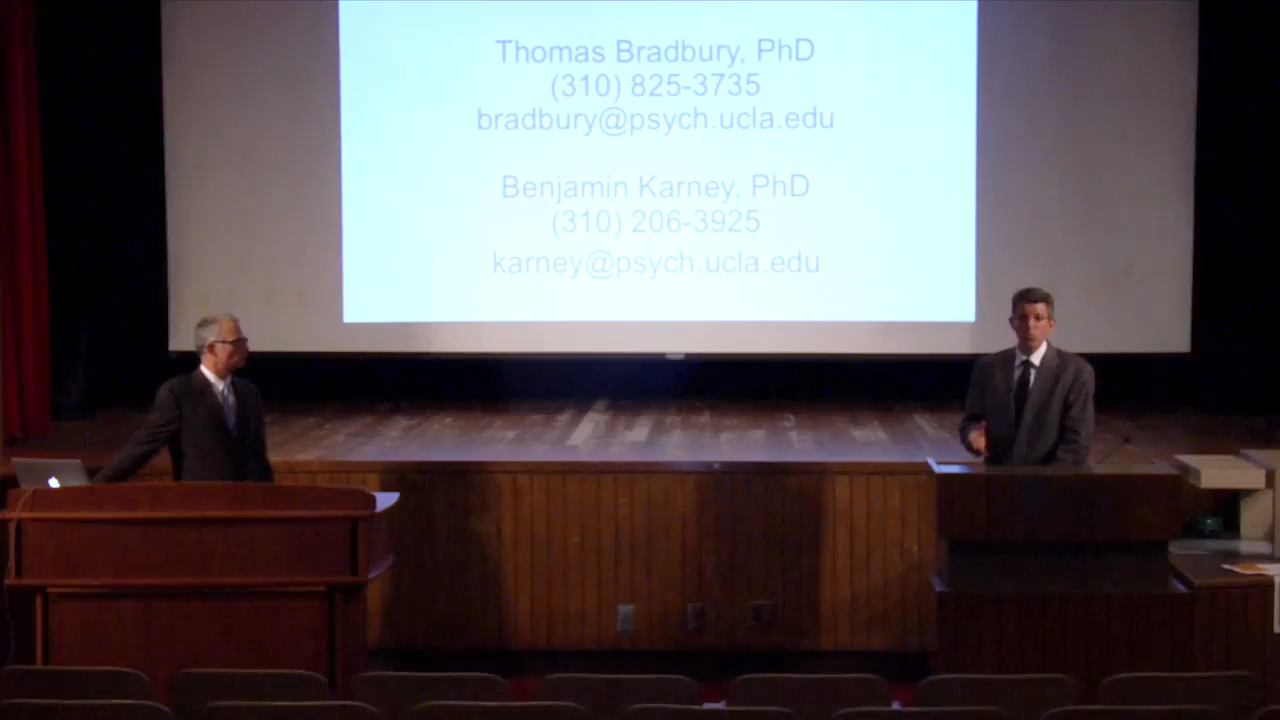 Thomas Bradbury, PhD
(310) 825-3735
bradbury@psych.ucla.edu
Benjamin Karney, PhD
(310) 206-3925
karney@psych.ucla.edu